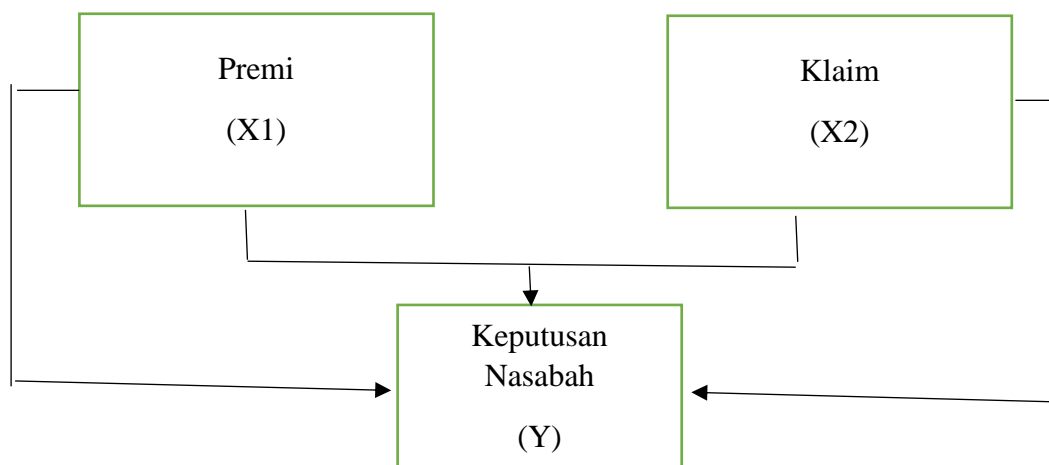 Premi
(X1)
Klaim
(X2)
Keputusan
Nasabah
(Y)